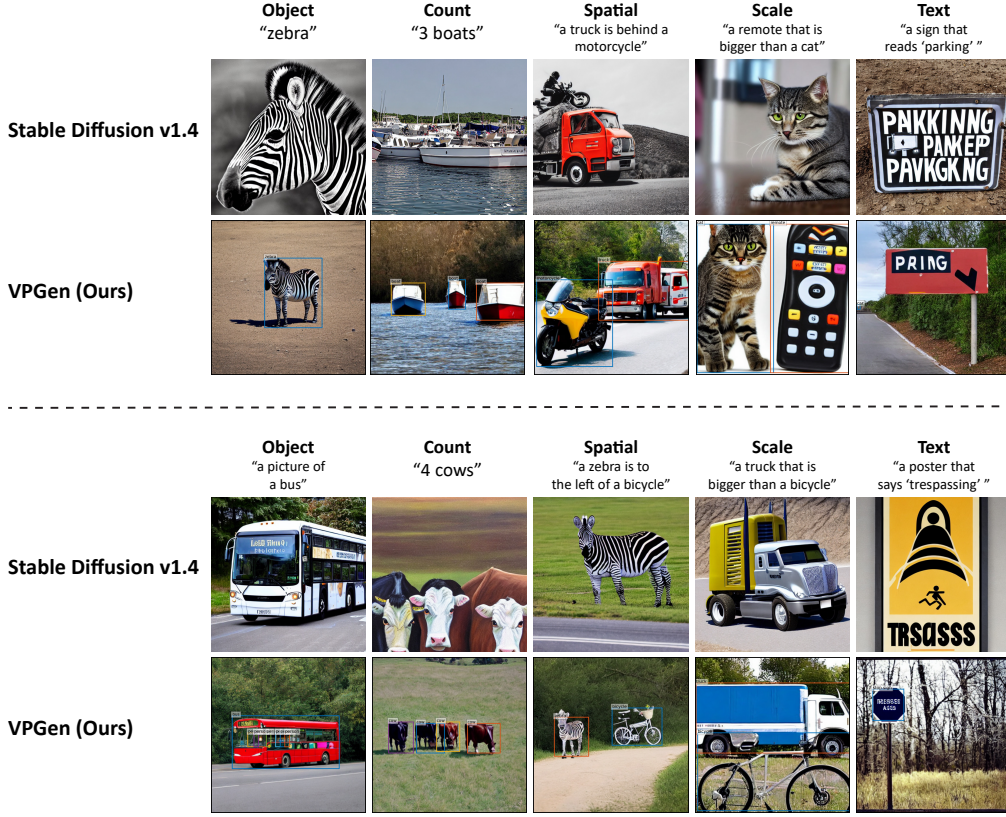 Object
Count
Spatial
Scale
Text
“zebra”
“3 boats”
“a truck is behind a
motorcycle”
“a remote that is
bigger than a cat”
“a sign that
reads ‘parking’ ”
Stable Diffusion v1.4
PAKKINNG
PANKEP
PAVKGKNG
VPGen (Ours)
PRING
Object
Count
Spatial
Scale
Text
“a picture of
a bus”
“4 cows”
“a zebra is to
the left of a bicycle”
“a truck that is
bigger than a bicycle”
“a poster that
says ‘trespassing’ ”
Stable Diffusion v1.4
TRSCISSS
VPGen (Ours)